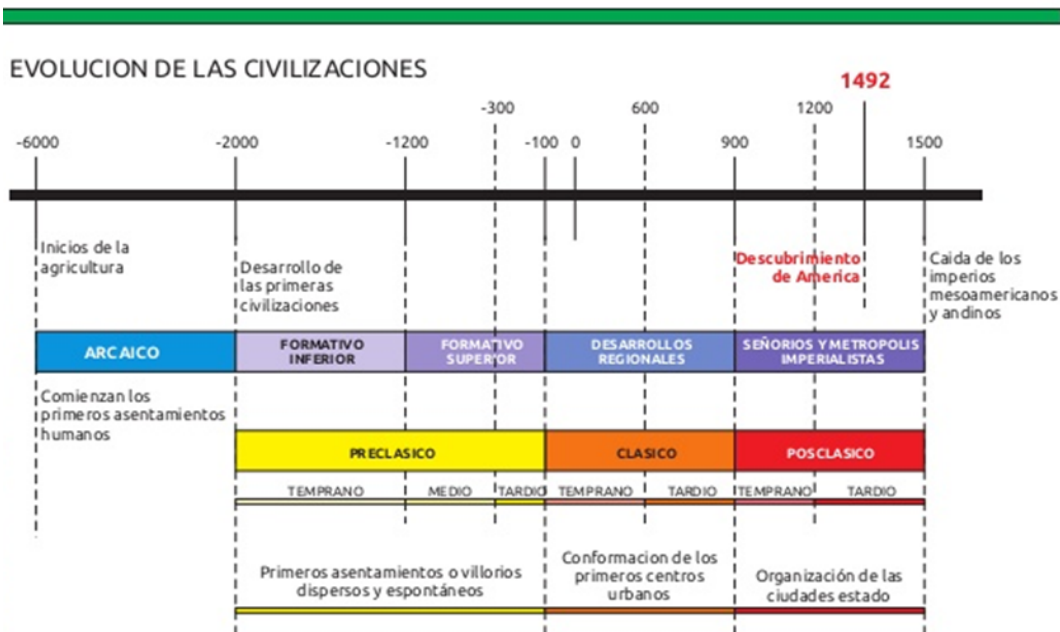 EVOLUCION DE LAS CIVILIZACIONES
1492
-300
600
1200
-6000
-2000
-1200
-100
0
900
1500
Inicios de la
agricultura
Desarrollo de
las primeras
civilizaciones
Descubrimiento
de America
Caida de los
imperios
mesoamericanos
y andinos
ARCAICO
FORMATIVO
INFERIOR
FORMATIVO
SUPERIOR
DESARROLLOS
REGIONALES
SEÑORIOS Y METROPOLIS
IMPERIALISTAS
Comienzan los
primeros asentamientos
humanos
PRECLASICO
CLASICO
POSCLASICO
TEMPRANO
MEDIO
TARDIO
TEMPRANO
TARDIO
TEMPRANO
TARDIO
Primeros asentamientos o villorios
dispersos y espontáneos
Conformacion de los
primeros centros
urbanos
Organización de las
ciudades estado